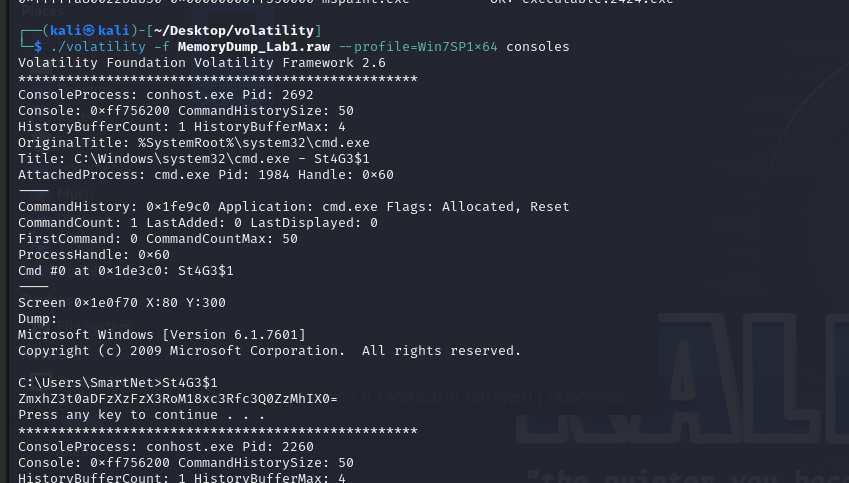 ┌──(kali㉿kali)-[~/Desktop/volatility]
└─$ ./volatility -f MemoryDump_Lab1.raw --profile=Win7SP1×64 consoles
Volatility Foundation Volatility Framework 2.6
**************************************************
ConsoleProcess: conhost.exe Pid: 2692
Console: 0×ff756200 CommandHistorySize: 50
HistoryBufferCount: 1 HistoryBufferMax: 4
OriginalTitle: %SystemRoot%\system32\cmd.exe
Title: C:\Windows\system32\cmd.exe - St4G3$1
AttachedProcess: cmd.exe Pid: 1984 Handle: 0×60
----
CommandHistory: 0×1fe9c0 Application: cmd.exe Flags: Allocated, Reset
CommandCount: 1 LastAdded: 0 LastDisplayed: 0
FirstCommand: 0 CommandCountMax: 50
ProcessHandle: 0×60
Cmd #0 at 0×1de3c0: St4G3$1
----
Screen 0×1e0f70 X:80 Y:300
Dump:
Microsoft Windows [Version 6.1.7601]
Copyright (c) 2009 Microsoft Corporation.  All rights reserved.
C:\Users\SmartNet>St4G3$1
ZmxhZ3t0aDFzXzFzX3RoM18xc3Rfc3Q0ZzMhIX0=
Press any key to continue . . .
**************************************************
ConsoleProcess: conhost.exe Pid: 2260
Console: 0×ff756200 CommandHistorySize: 50
HistoryBufferCount: 1 HistoryBufferMax: 4